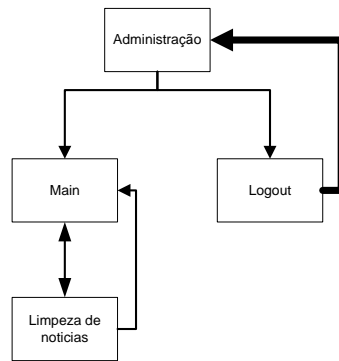 Administração
Main
Logout
Limpeza de
noticias